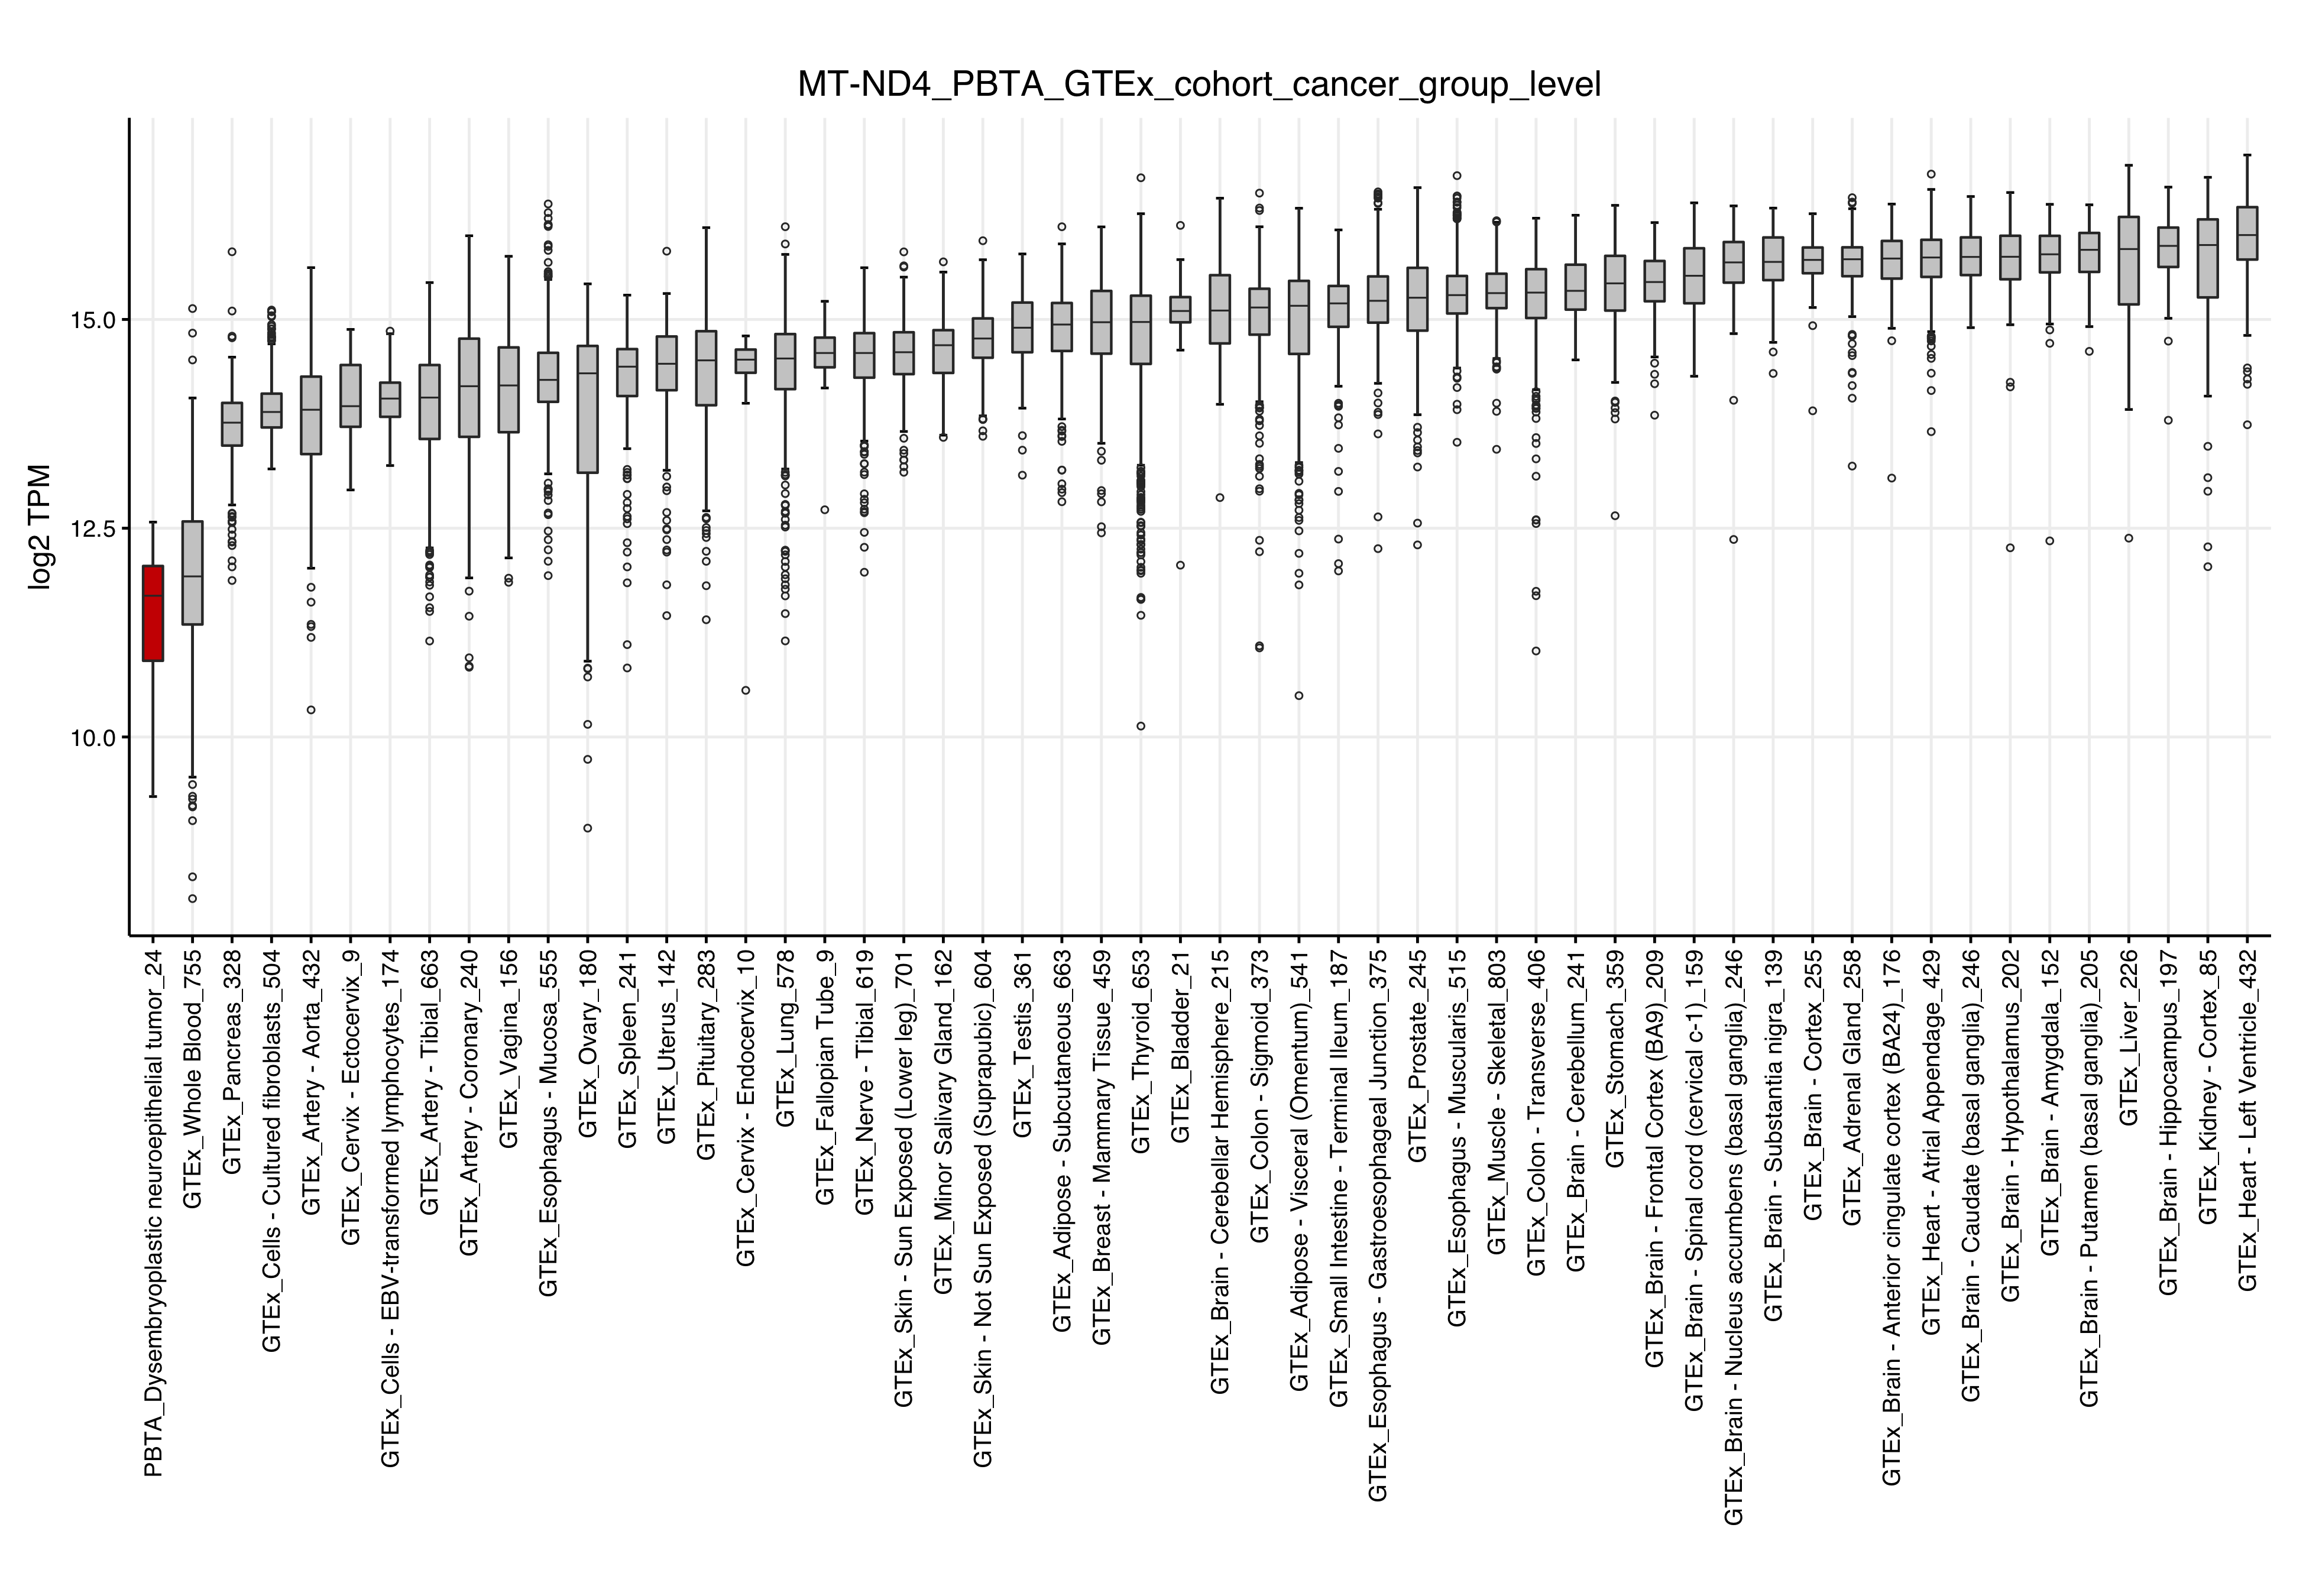 MT-ND4_PBTA_GTEx_cohort_cancer_group_level
log2 TPM
15.0
12.5
10.0
PBTA_Dysembryoplastic neuroepithelial tumor_24
GTEx_Whole Blood_755
GTEx_Pancreas_328
GTEx_Cells - Cultured fibroblasts_504
GTEx_Artery - Aorta_432
GTEx_Cervix - Ectocervix_9
GTEx_Cells - EBV-transformed lymphocytes_174
GTEx_Artery - Tibial_663
GTEx_Artery - Coronary_240
GTEx_Vagina_156
GTEx_Esophagus - Mucosa_555
GTEx_Ovary_180
GTEx_Spleen_241
GTEx_Uterus_142
GTEx_Pituitary_283
GTEx_Cervix - Endocervix_10
GTEx_Lung_578
GTEx_Fallopian Tube_9
GTEx_Nerve - Tibial_619
GTEx_Skin - Sun Exposed (Lower leg)_701
GTEx_Minor Salivary Gland_162
GTEx_Skin - Not Sun Exposed (Suprapubic)_604
GTEx_Testis_361
GTEx_Adipose - Subcutaneous_663
GTEx_Breast - Mammary Tissue_459
GTEx_Thyroid_653
GTEx_Bladder_21
GTEx_Brain - Cerebellar Hemisphere_215
GTEx_Colon - Sigmoid_373
GTEx_Adipose - Visceral (Omentum)_541
GTEx_Small Intestine - Terminal Ileum_187
GTEx_Esophagus - Gastroesophageal Junction_375
GTEx_Prostate_245
GTEx_Esophagus - Muscularis_515
GTEx_Muscle - Skeletal_803
GTEx_Colon - Transverse_406
GTEx_Brain - Cerebellum_241
GTEx_Stomach_359
GTEx_Brain - Frontal Cortex (BA9)_209
GTEx_Brain - Spinal cord (cervical c-1)_159
GTEx_Brain - Nucleus accumbens (basal ganglia)_246
GTEx_Brain - Substantia nigra_139
GTEx_Brain - Cortex_255
GTEx_Adrenal Gland_258
GTEx_Brain - Anterior cingulate cortex (BA24)_176
GTEx_Heart - Atrial Appendage_429
GTEx_Brain - Caudate (basal ganglia)_246
GTEx_Brain - Hypothalamus_202
GTEx_Brain - Amygdala_152
GTEx_Brain - Putamen (basal ganglia)_205
GTEx_Liver_226
GTEx_Brain - Hippocampus_197
GTEx_Kidney - Cortex_85
GTEx_Heart - Left Ventricle_432